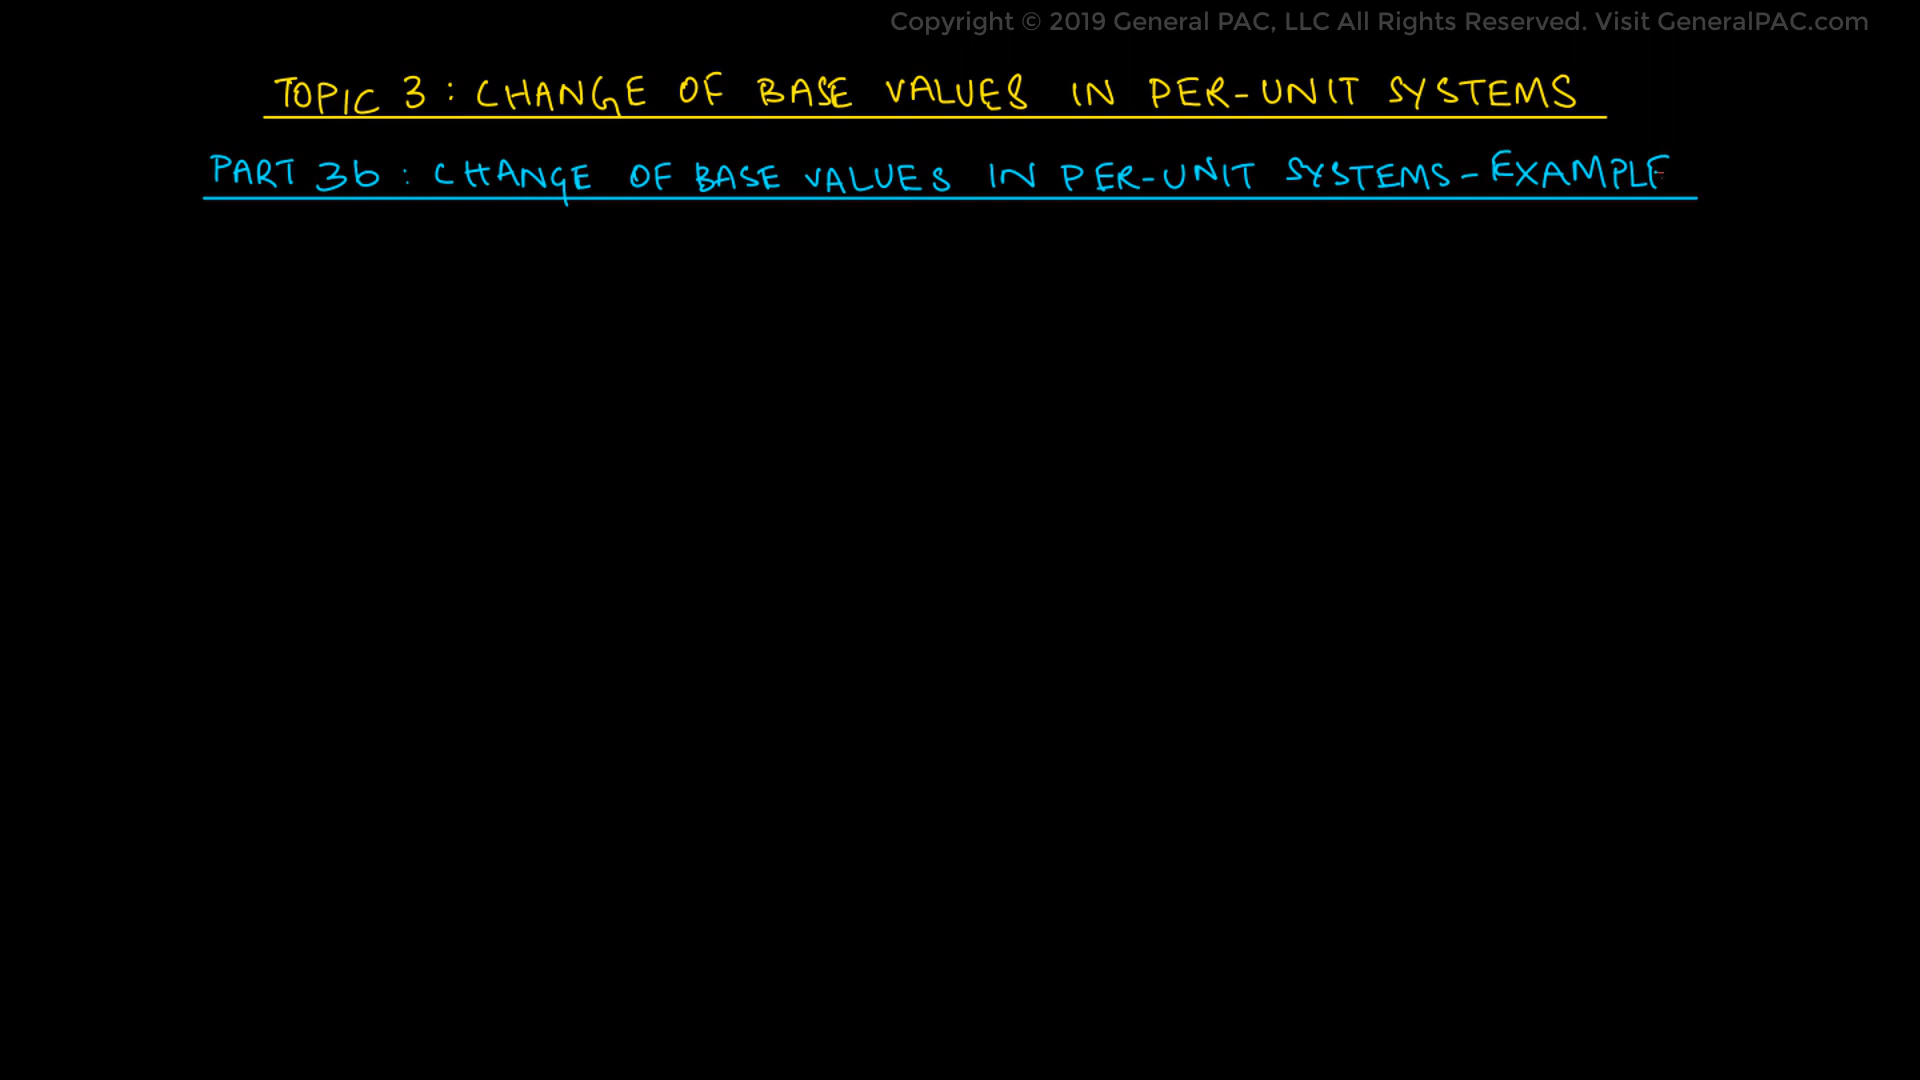 Copyright © 2019 General PAC, LLC All Rights Reserved. Visit GeneralPAC.com
TOPIC 3 : CHANGE OF BASE VALUES IN PER-UNIT SYSTEMS
PART 3b : CHANGE OF BASE VALUES IN PER-UNIT SYSTEMS - EXAMPLE